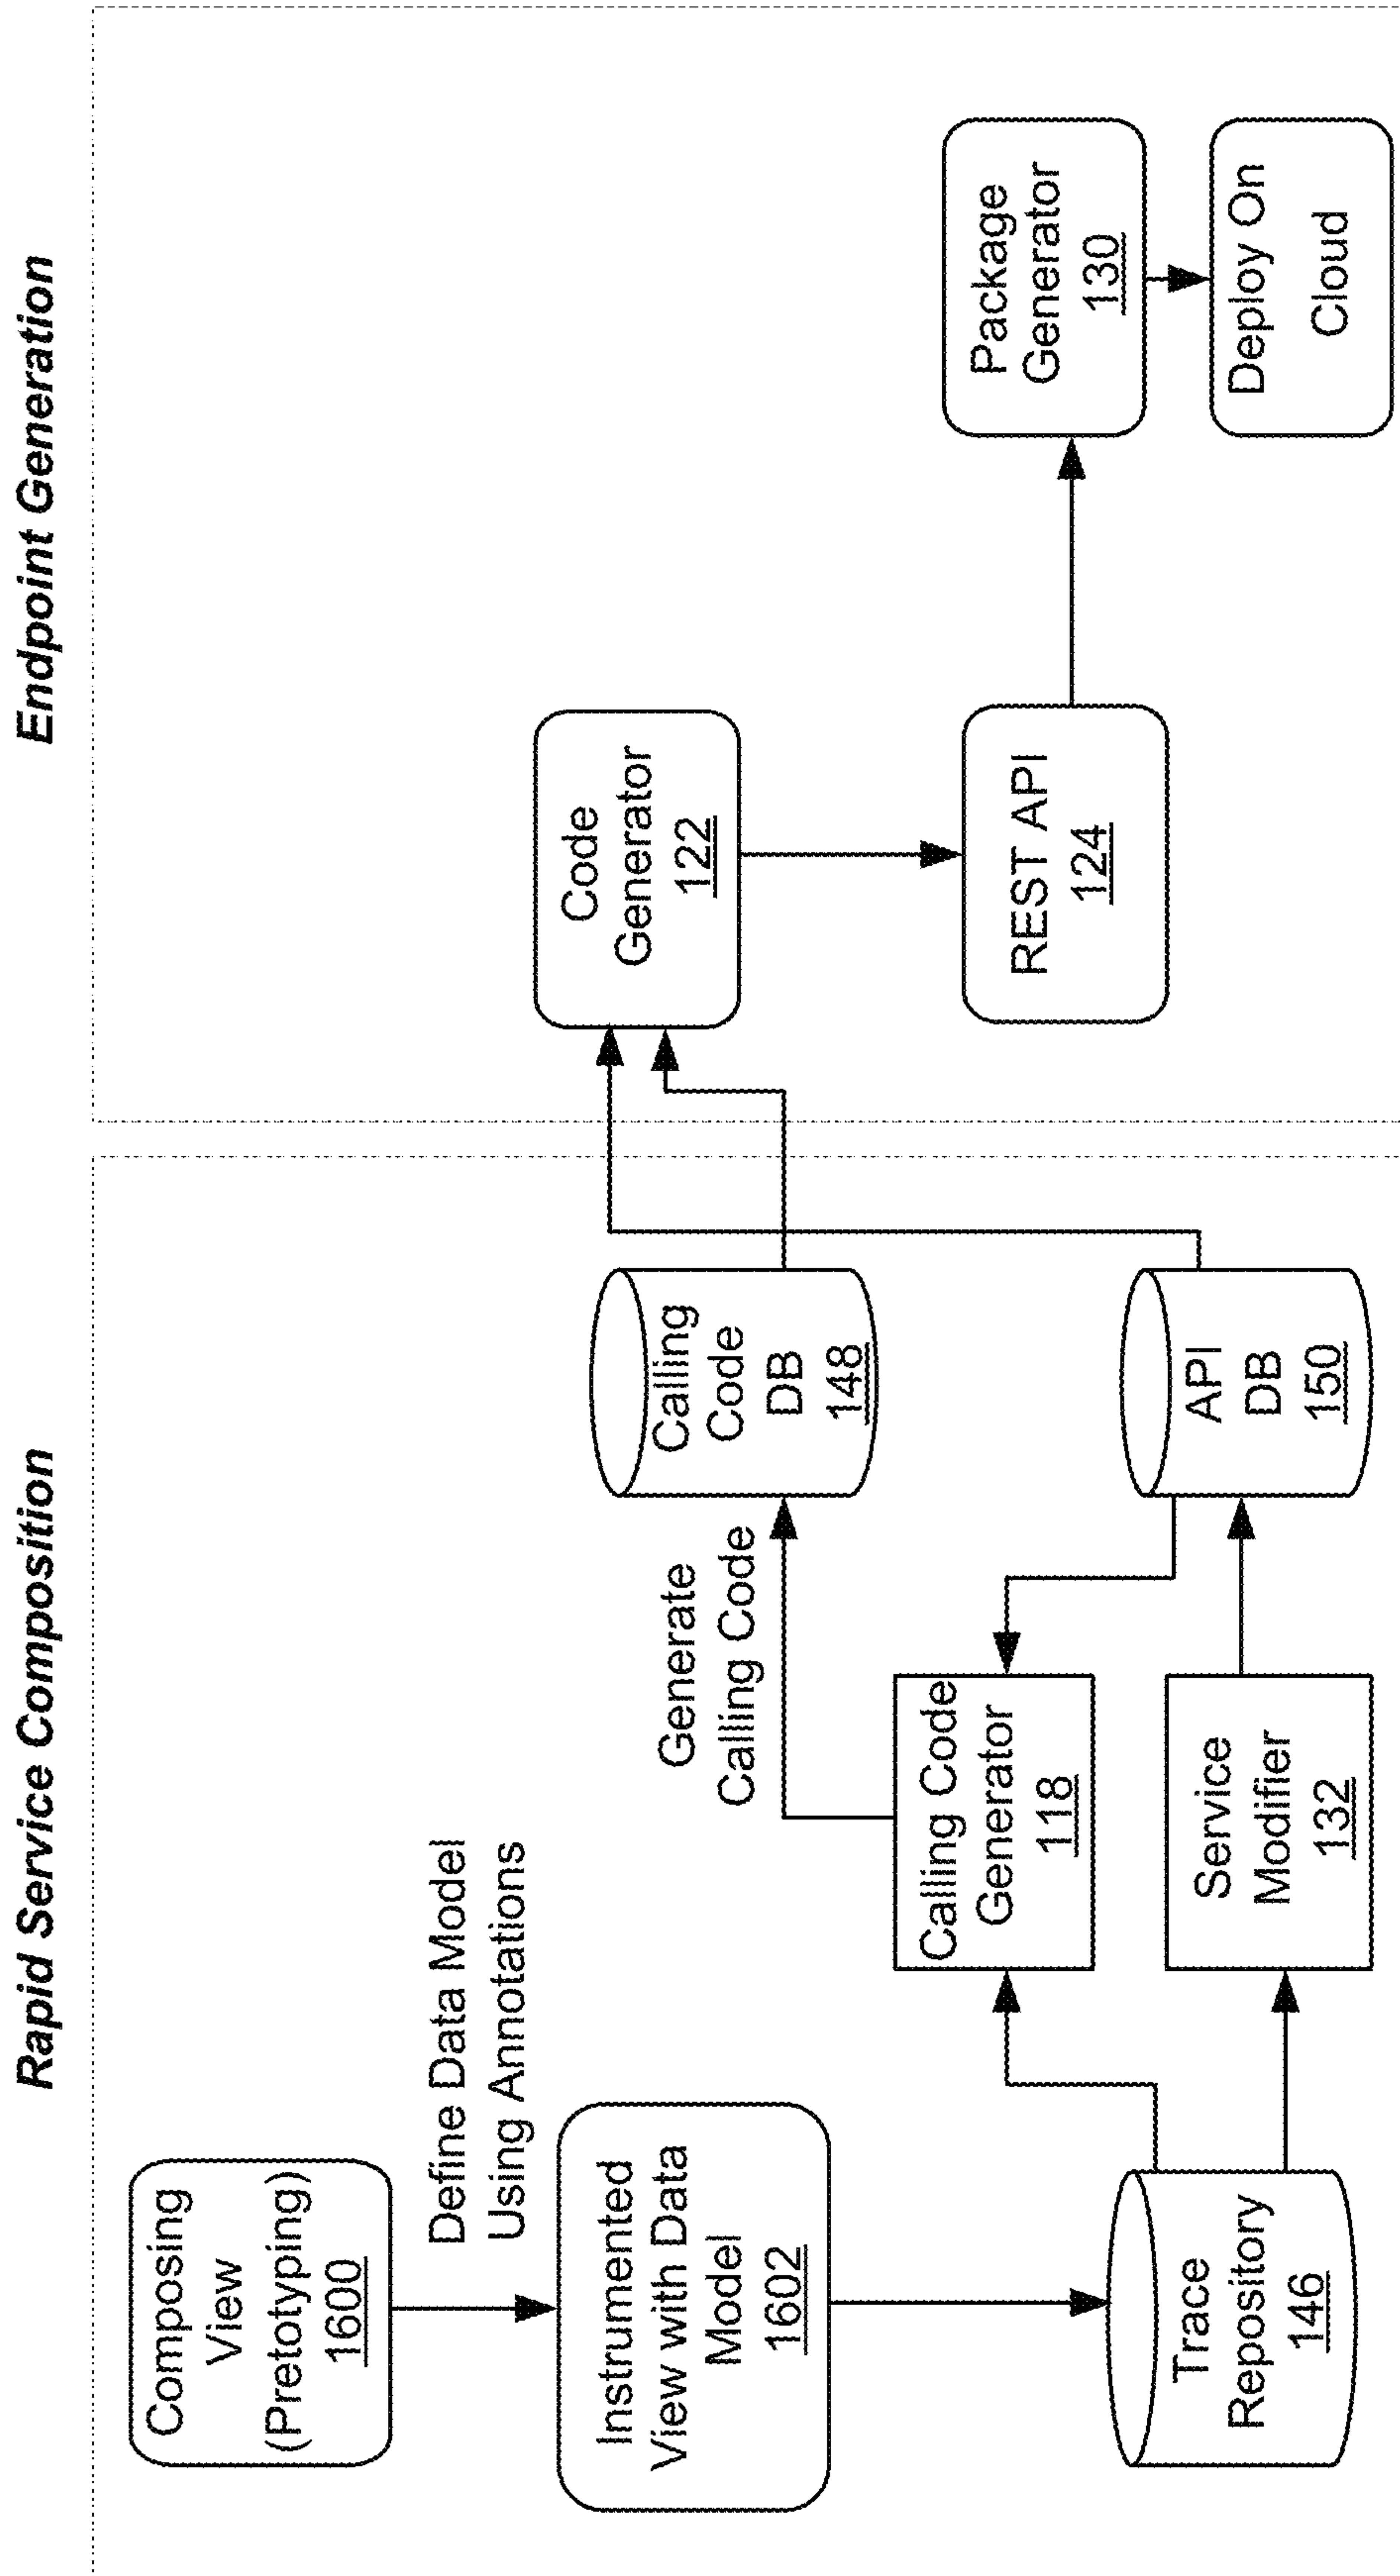 Rapid Service Composition
Composing
View
(Pretotyping)
1600
Define Data Model
Using Annotations
Instrumented
View with Data
Model
1602
Trace
Repository
146
Generate
Calling Code
Calling Code
Generator
118
Service
Modifier
132
Calling
Code
DB
148
API
DB
150
Endpoint Generation
Code
Generator
122
REST API
124
Package
Generator
130
Deploy On
Cloud